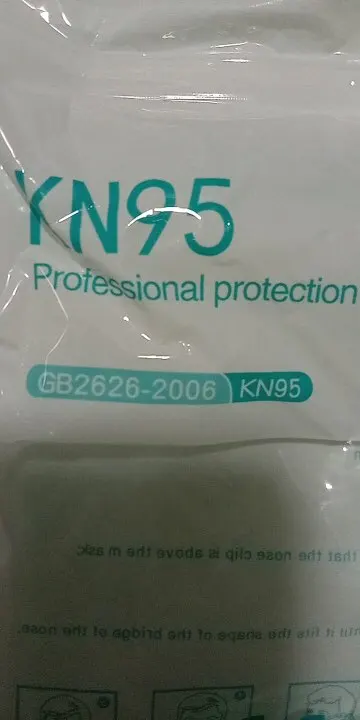 KN95
Professional protection
GB2626-2006 KN95
that the nose clip is above the mask.
it fits the shape of the bridge of the nose.